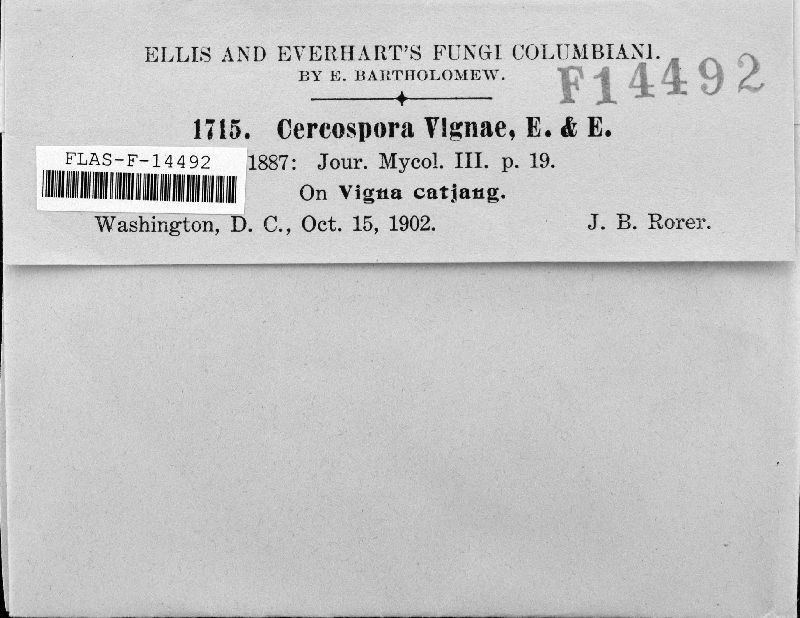 ELLIS AND EVERHART'S FUNGI COLUMBIANI.
BY E. BARTHOLOMEW.
F14492
1715. Cercospora Vignae, E. & E.
FLAS-F-14492
1887: Jour. Mycol. III. p. 19.
On Vigna catjang.
Washington, D. C., Oct. 15, 1902. J. B. Rorer.